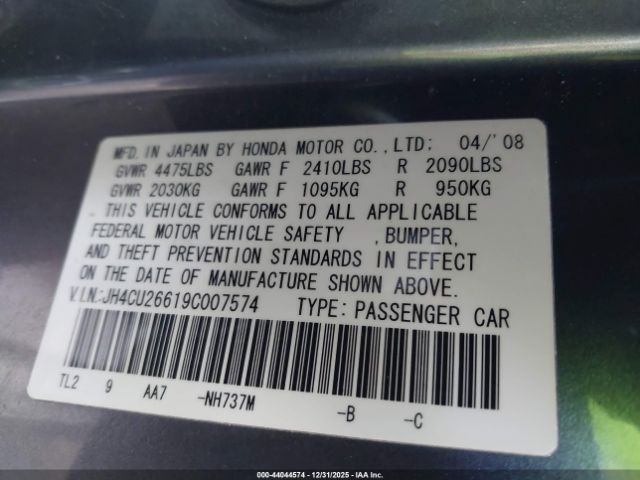 MFD. IN JAPAN BY HONDA MOTOR CO., LTD; 04/'08
GVWR 4475LBS GAWR F 2410LBS R 2090LBS
GVWR 2030KG GAWR F 1095KG R 950KG
. THIS VEHICLE CONFORMS TO ALL APPLICABLE
FEDERAL MOTOR VEHICLE SAFETY , BUMPER,
AND THEFT PREVENTION STANDARDS IN EFFECT
ON THE DATE OF MANUFACTURE SHOWN ABOVE.
V.I.N.:JH4CU26619C007574 TYPE: PASSENGER CAR
TL2 9 AA7 -NH737M -B -C
000-44044574 | 12/31/2025 - IAA Inc.